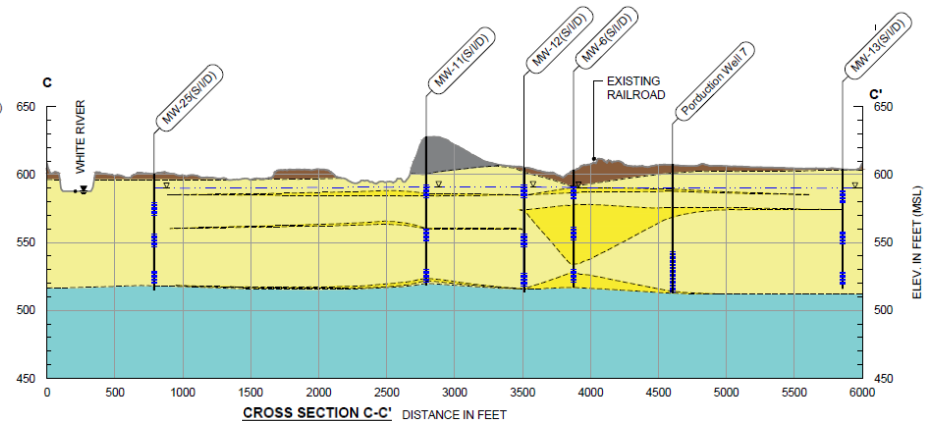 C
WHITE RIVER
MW-25(S/I/D)
MW-11(S/I/D)
MW-12(S/I/D)
MW-6(S/I/D)
EXISTING
RAILROAD
Porduction Well 7
MW-13(S/I/D)
C'
650
600
550
500
450
650
600
550
500
450
ELEV. IN FEET (MSL)
0
500
1000
1500
2000
2500
3000
3500
4000
4500
5000
5500
6000
CROSS SECTION C-C' DISTANCE IN FEET